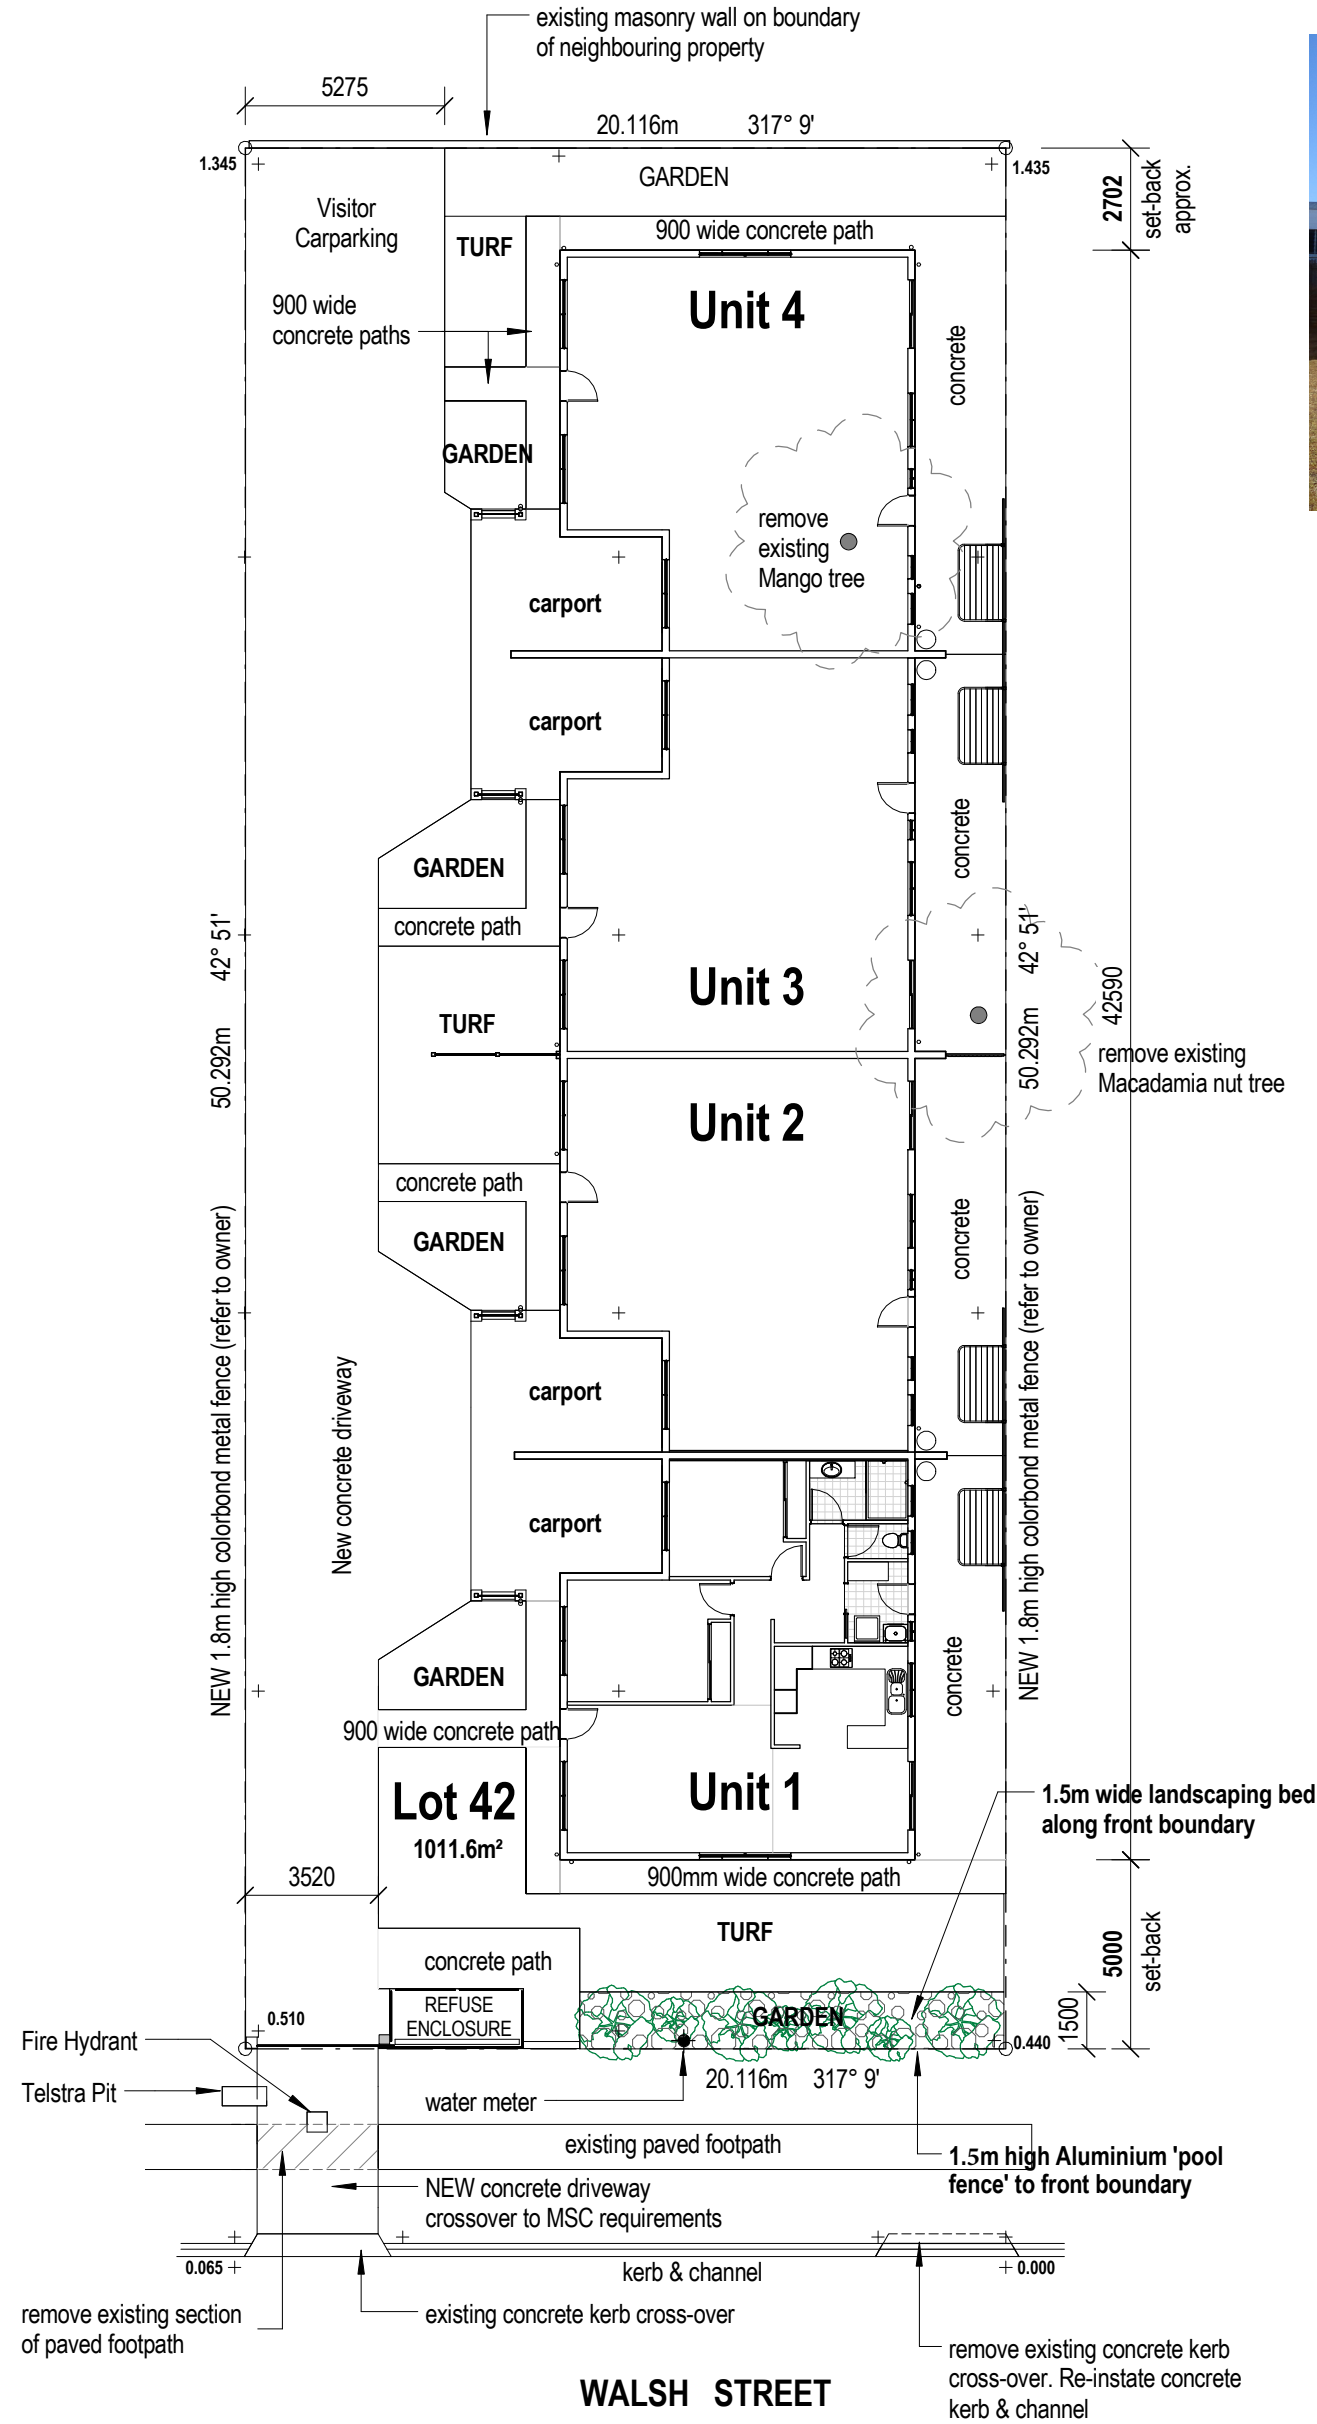 existing masonry wall on boundary
of neighbouring property
5275
20.116m 317° 9'
1.345
1.435
GARDEN
2702
set-back
approx.
Visitor
Carparking
TURF
900 wide concrete path
Unit 4
900 wide
concrete paths
concrete
GARDEN
remove
existing
Mango tree
carport
carport
concrete
GARDEN
concrete path
42° 51'
50.292m
42° 51'
50.292m
42590
Unit 3
TURF
remove existing
Macadamia nut tree
Unit 2
concrete path
GARDEN
concrete
NEW 1.8m high colorbond metal fence (refer to owner)
NEW 1.8m high colorbond metal fence (refer to owner)
New concrete driveway
carport
carport
GARDEN
concrete
900 wide concrete path
Lot 42
1011.6m²
Unit 1
1.5m wide landscaping bed
along front boundary
3520
900mm wide concrete path
TURF
5000
set-back
concrete path
REFUSE
ENCLOSURE
GARDEN
1500
0.510
0.440
Fire Hydrant
Telstra Pit
20.116m 317° 9'
water meter
existing paved footpath
1.5m high Aluminium 'pool
fence' to front boundary
NEW concrete driveway
crossover to MSC requirements
0.065
kerb & channel
0.000
remove existing section
of paved footpath
existing concrete kerb cross-over
remove existing concrete kerb
cross-over. Re-instate concrete
kerb & channel
WALSH STREET